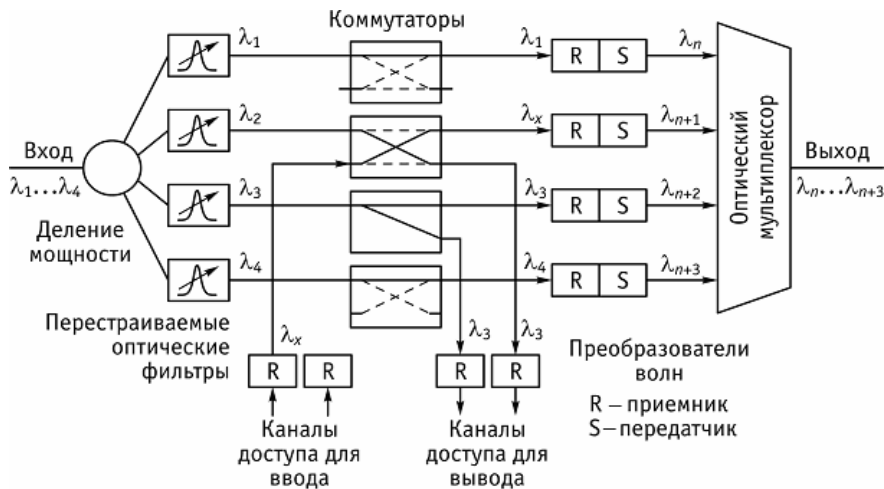 Коммутаторы
λ1
λ1
R
S
λn
λ2
λx
R
S
λn+1
Вход
λ1...λ4
Оптический
мультиплексор
Выход
λn...λn+3
λ3
λ3
R
S
λn+2
Деление
мощности
λ4
λ4
R
S
λn+3
Перестраиваемые
оптические
фильтры
λx
λ3
λ3
R
R
R
R
Преобразователи
волн
R – приемник
S– передатчик
Каналы
доступа для
ввода
Каналы
доступа для
вывода